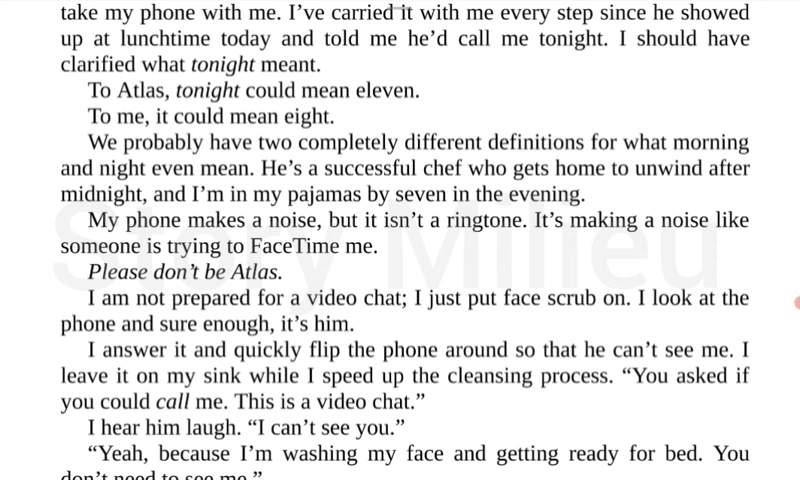 take my phone with me. I’ve carried it with me every step since he showed
up at lunchtime today and told me he’d call me tonight. I should have
clarified what tonight meant.
To Atlas, tonight could mean eleven.
To me, it could mean eight.
We probably have two completely different definitions for what morning
and night even mean. He’s a successful chef who gets home to unwind after
midnight, and I’m in my pajamas by seven in the evening.
My phone makes a noise, but it isn’t a ringtone. It’s making a noise like
someone is trying to FaceTime me.
Please don’t be Atlas.
I am not prepared for a video chat; I just put face scrub on. I look at the
phone and sure enough, it’s him.
I answer it and quickly flip the phone around so that he can’t see me. I
leave it on my sink while I speed up the cleansing process. “You asked if
you could call me. This is a video chat.”
I hear him laugh. “I can’t see you.”
“Yeah, because I’m washing my face and getting ready for bed. You
don’t need to see me.”
Story Milieu